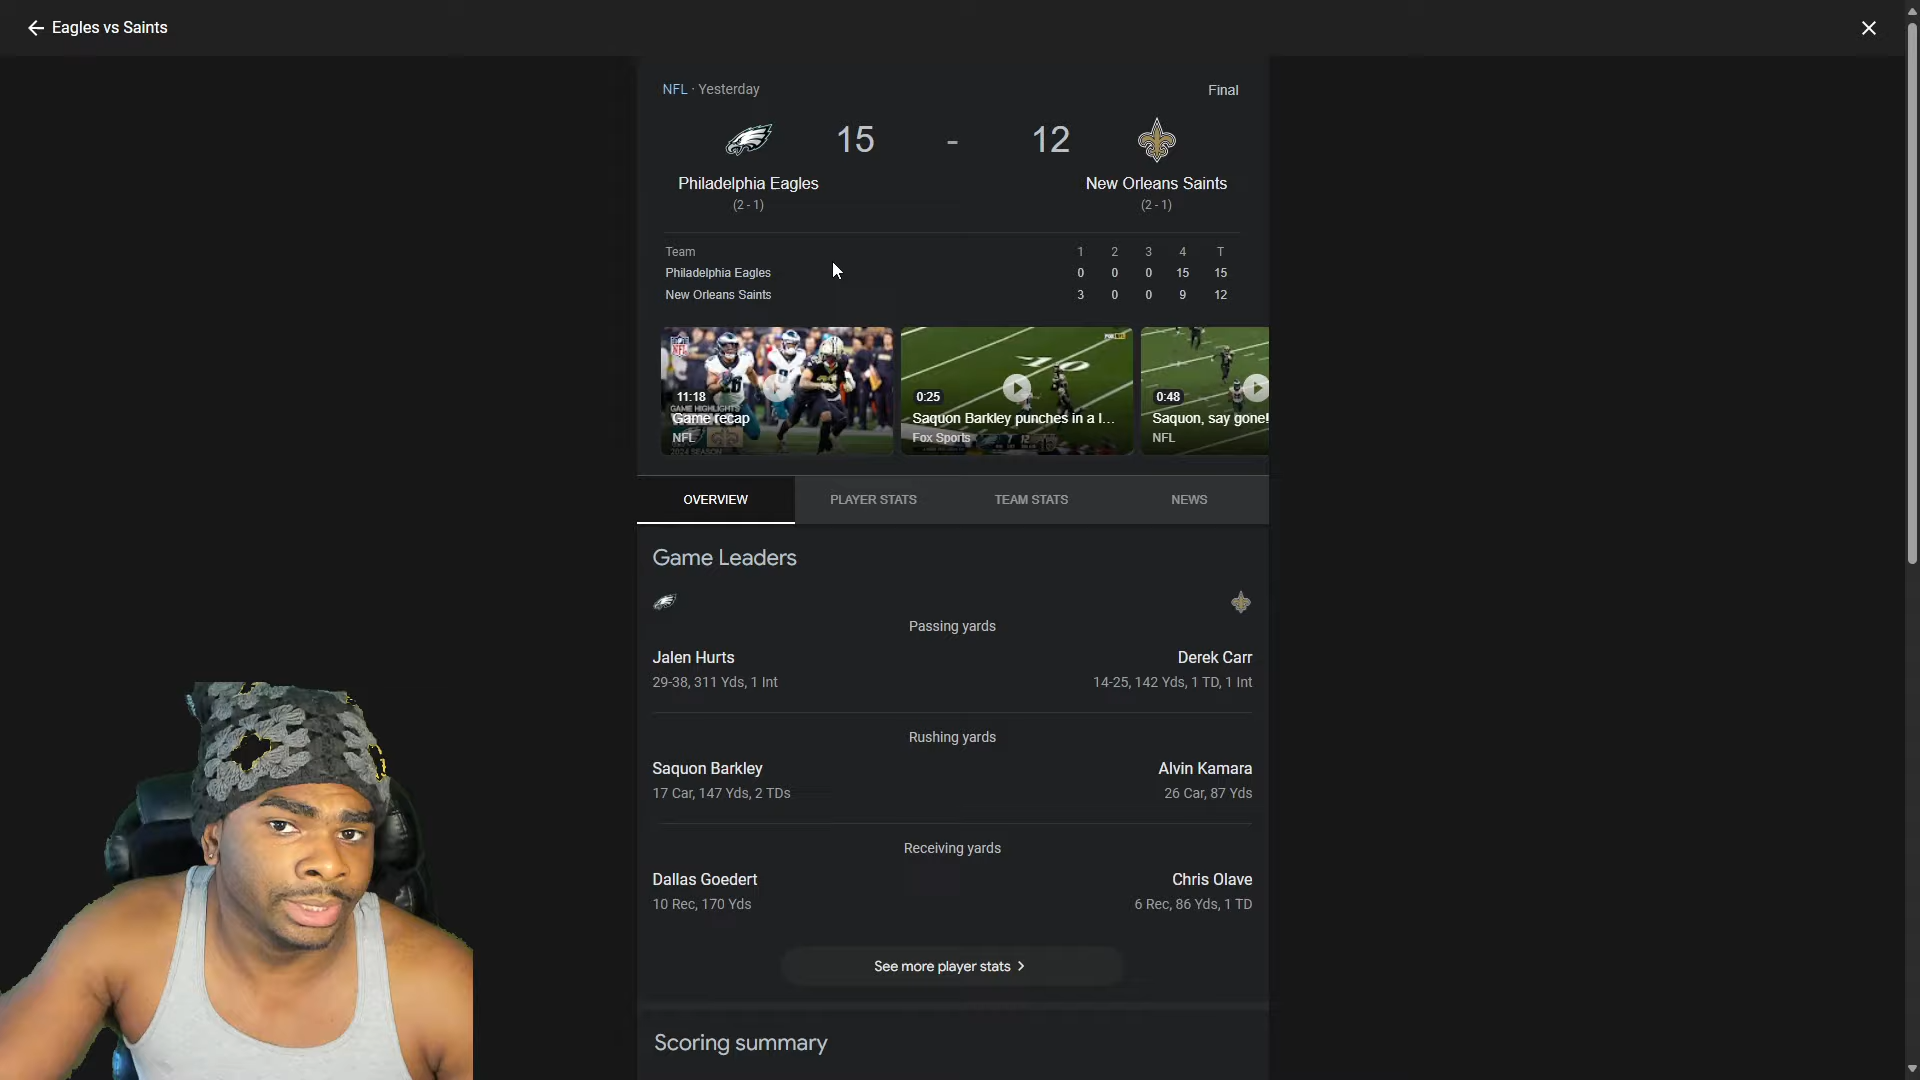 Eagles vs Saints
NFL · Yesterday
Final
15 - 12
Philadelphia Eagles
(2 - 1)
New Orleans Saints
(2 - 1)
Team 1 2 3 4 T
Philadelphia Eagles 0 0 0 15 15
New Orleans Saints 3 0 0 9 12
NFL
11:18
GAME HIGHLIGHTS
Game recap
NFL
2024 SEASON
0:25
Saquon Barkley punches in a l...
Fox Sports
0:48
Saquon, say gone!
NFL
OVERVIEW
PLAYER STATS
TEAM STATS
NEWS
Game Leaders
Passing yards
Jalen Hurts Derek Carr
29-38, 311 Yds, 1 Int 14-25, 142 Yds, 1 TD, 1 Int
Rushing yards
Saquon Barkley Alvin Kamara
17 Car, 147 Yds, 2 TDs 26 Car, 87 Yds
Receiving yards
Dallas Goedert Chris Olave
10 Rec, 170 Yds 6 Rec, 86 Yds, 1 TD
See more player stats
Scoring summary